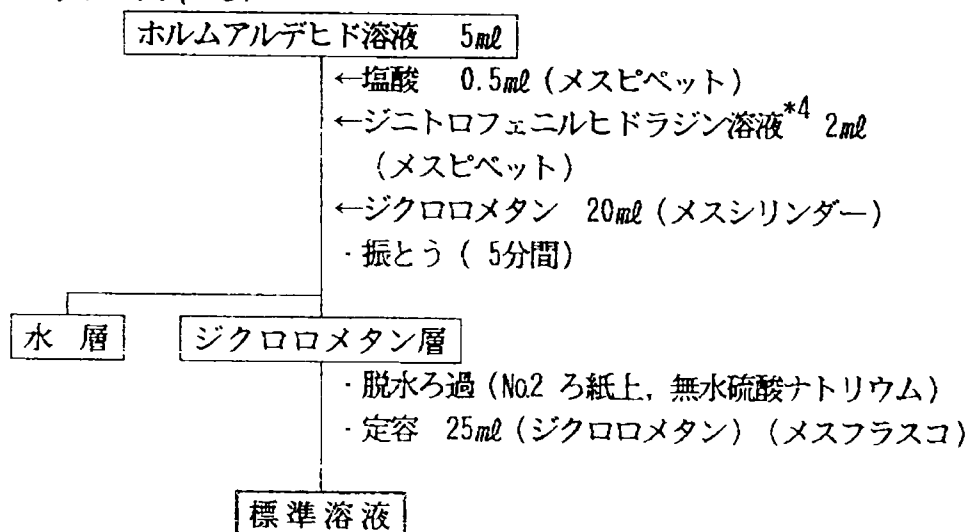 ホルムアルデヒド溶液 5ml
←塩酸 0.5ml (メスピペット)
←ジニトロフェニルヒドラジン溶液*4 2ml
(メスピペット)
←ジクロロメタン 20ml (メスシリンダー)
・振とう ( 5分間)
水 層 ジクロロメタン層
・脱水ろ過 (No.2 ろ紙上, 無水硫酸ナトリウム)
・定容 25ml (ジクロロメタン) (メスフラスコ)
標準溶液